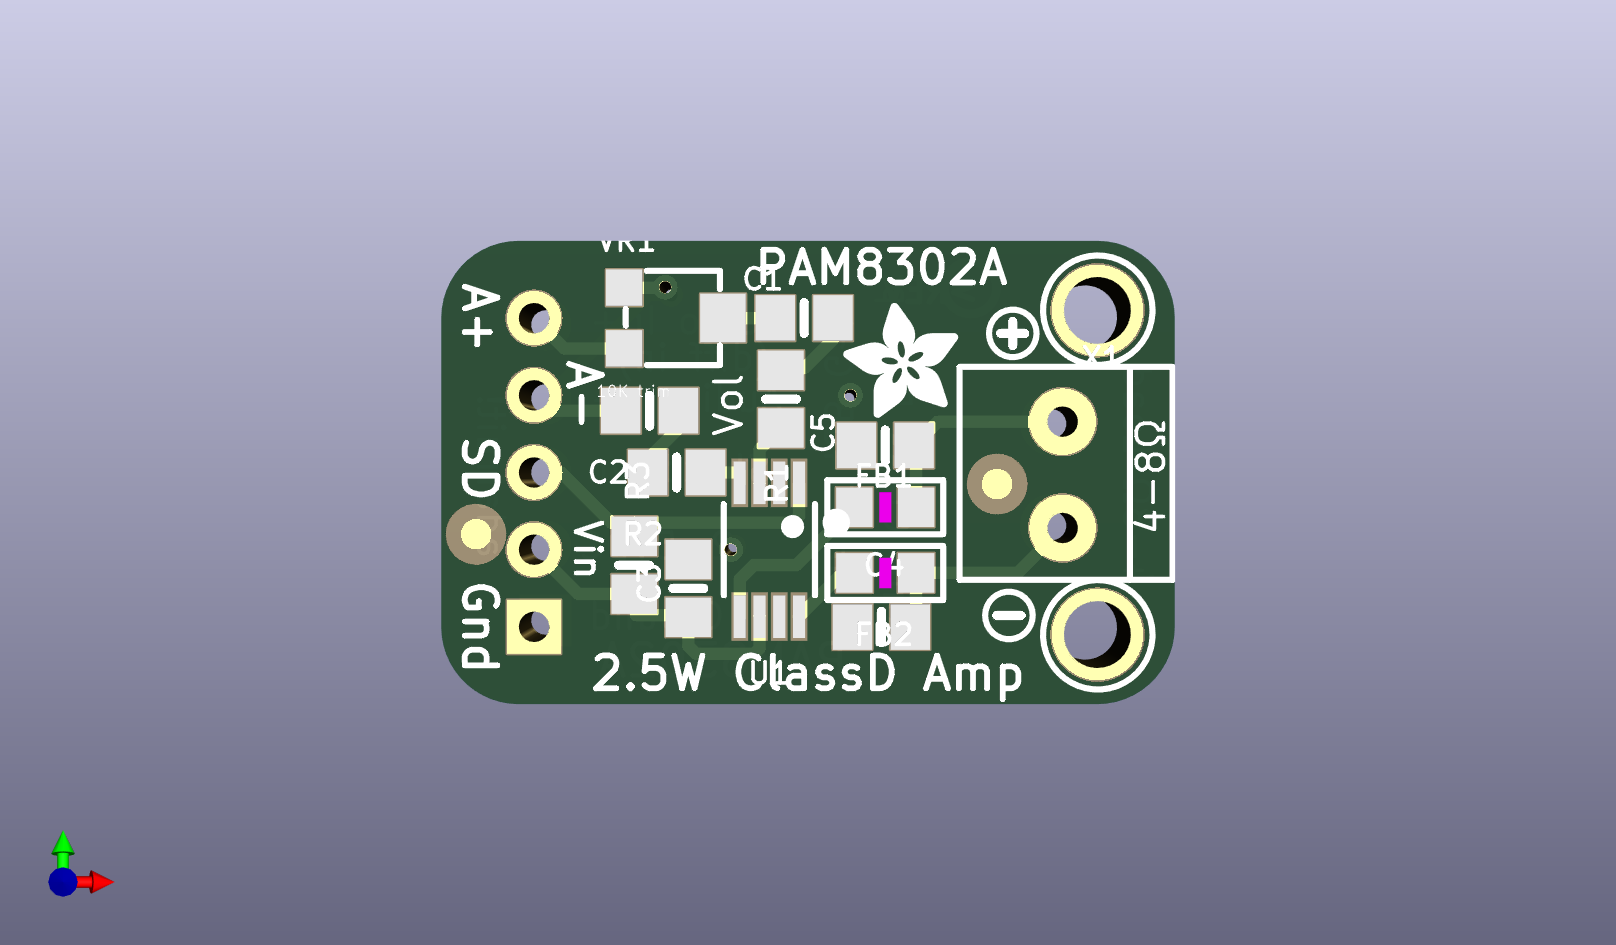 VR1
PAM8302A
C1
A+
X1
A-
10K trim
Vol
C5
4-8Ω
SD
C2
R3
R1
FB1
R2
Vin
C3
C4
Gnd
FB2
2.5W ClassD Amp
U1